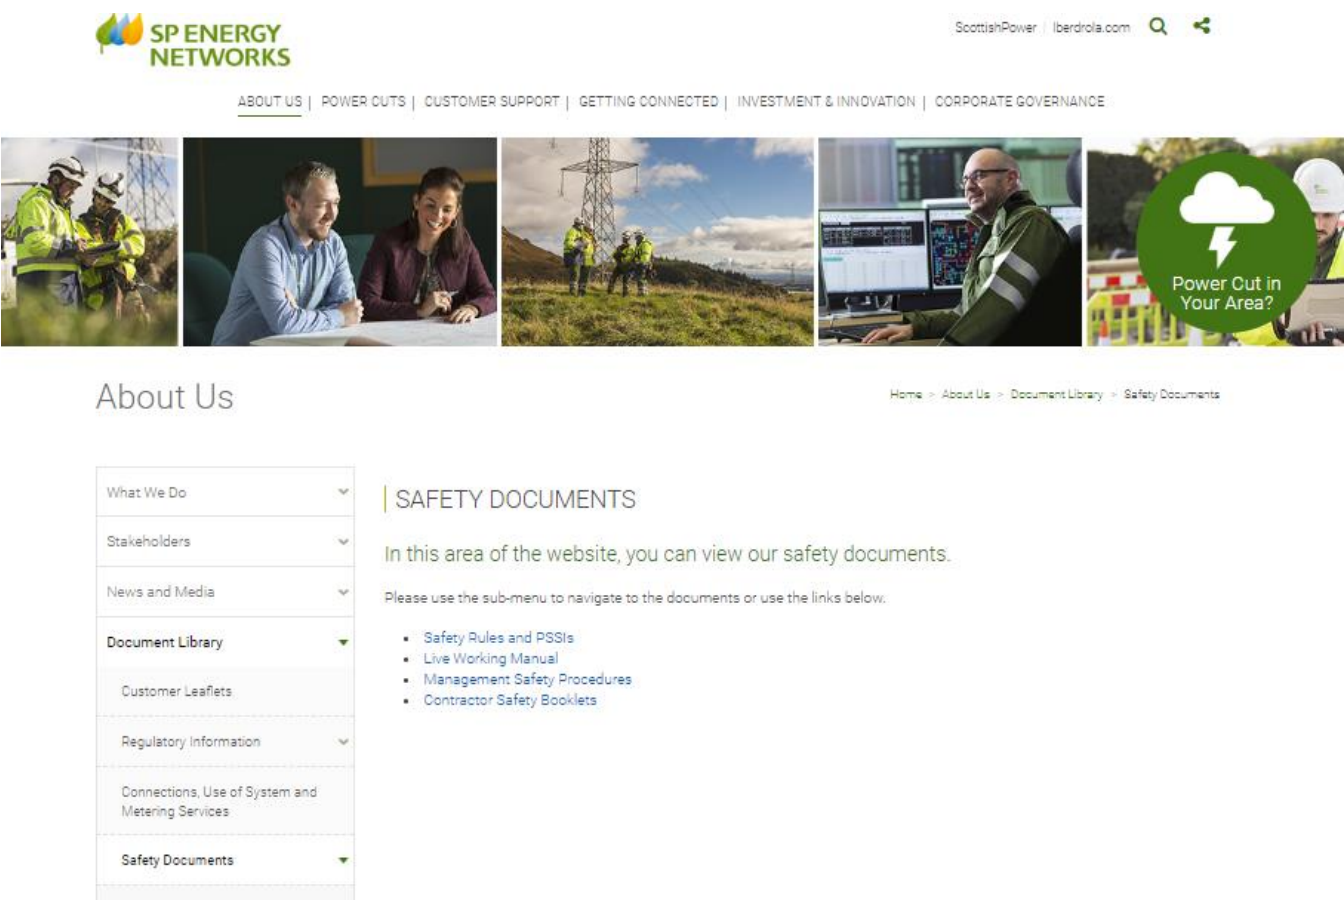 SP ENERGY
NETWORKS
ScottishPower | Iberdrola.com
ABOUT US | POWER CUTS | CUSTOMER SUPPORT | GETTING CONNECTED | INVESTMENT & INNOVATION | CORPORATE GOVERNANCE
Power Cut in
Your Area?
About Us
Home > About Us > Document Library > Safety Documents
What We Do
Stakeholders
News and Media
Document Library
Customer Leaflets
Regulatory Information
Connections, Use of System and
Metering Services
Safety Documents
SAFETY DOCUMENTS
In this area of the website, you can view our safety documents.
Please use the sub-menu to navigate to the documents or use the links below.
• Safety Rules and PSSIs
• Live Working Manual
• Management Safety Procedures
• Contractor Safety Booklets